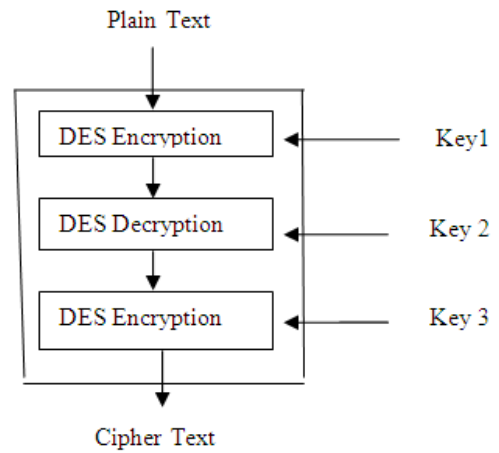 Plain Text
DES Encryption
Key1
DES Decryption
Key 2
DES Encryption
Key 3
Cipher Text